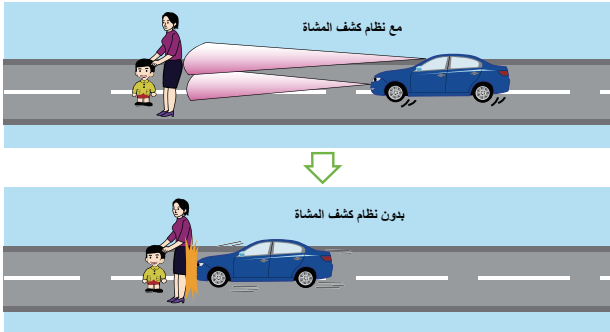 مع نظام كشف المشاة
بدون نظام كشف المشاة